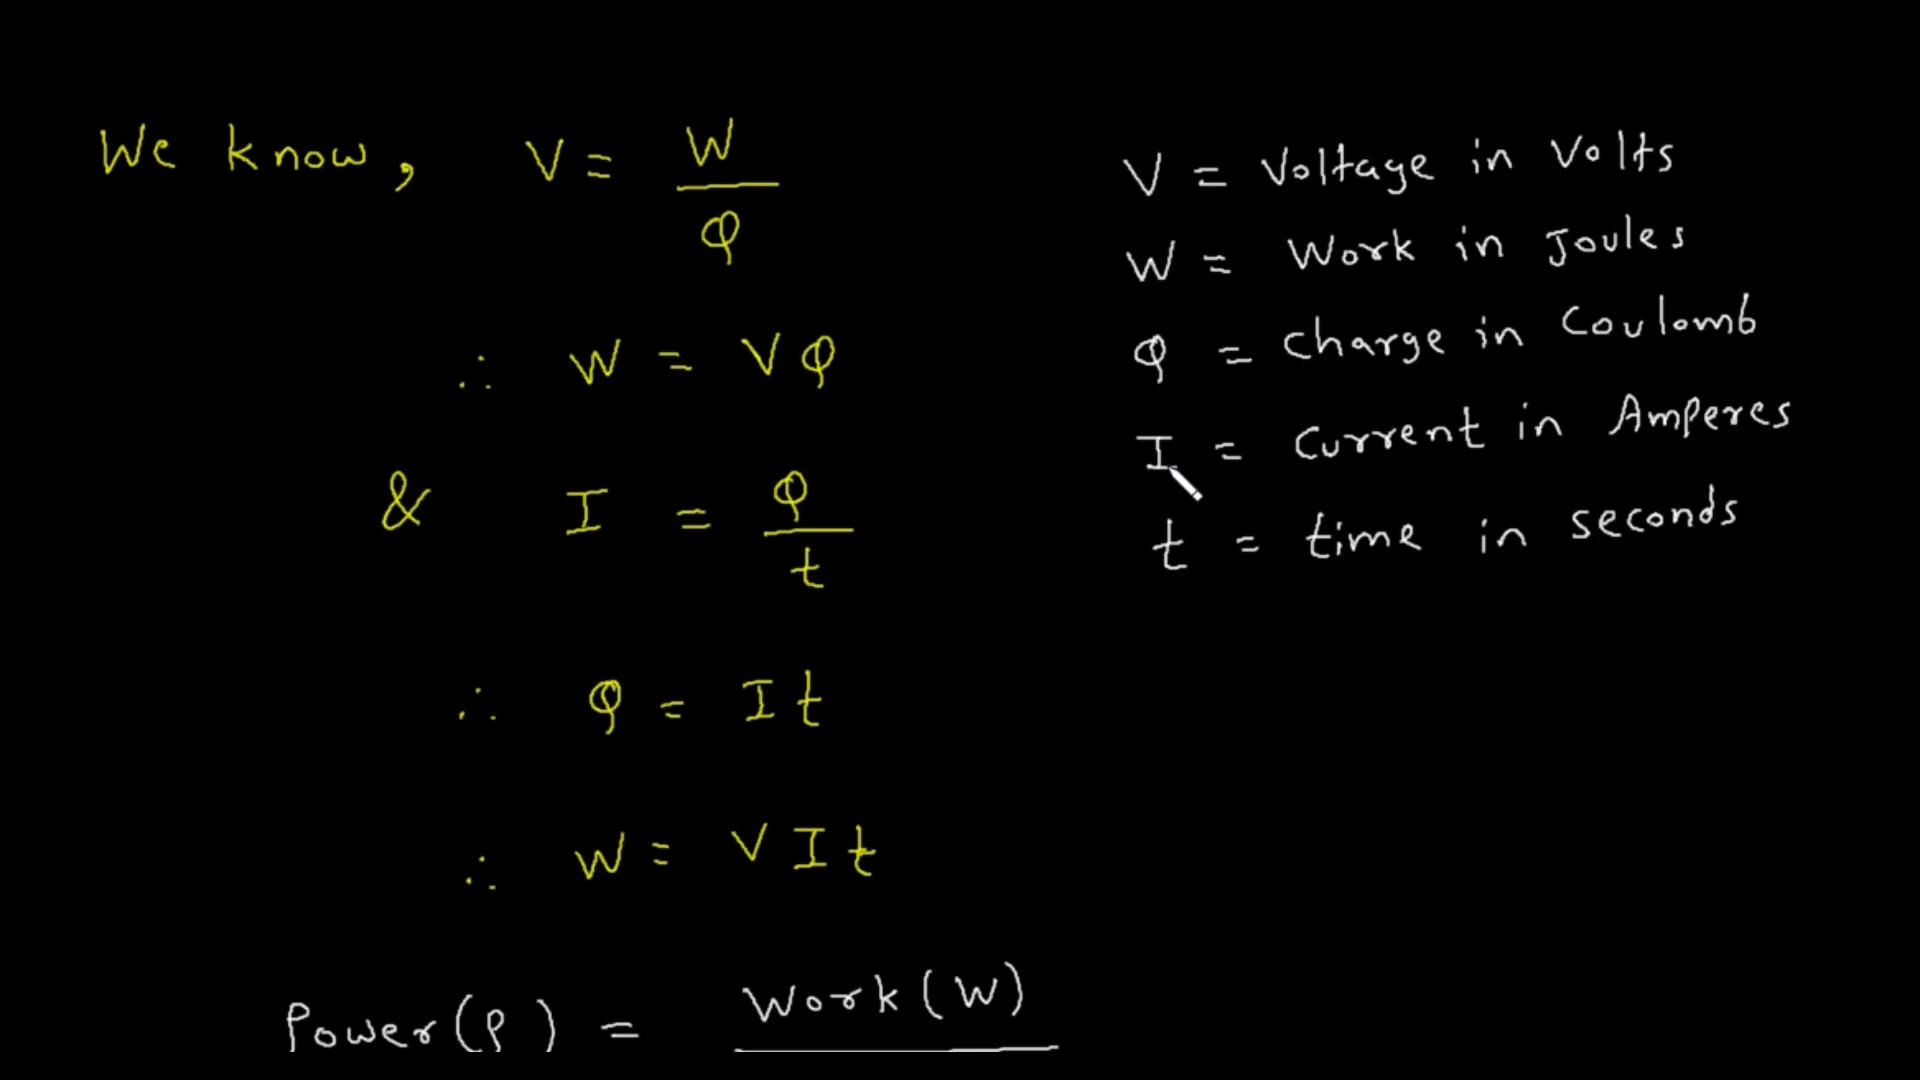 We know, V = W / Q
∴ W = VQ
& I = Q / t
∴ Q = It
∴ W = VIt
Power(P) = Work(W)
V = Voltage in Volts
W = Work in Joules
Q = Charge in Coulomb
I = Current in Amperes
t = time in seconds